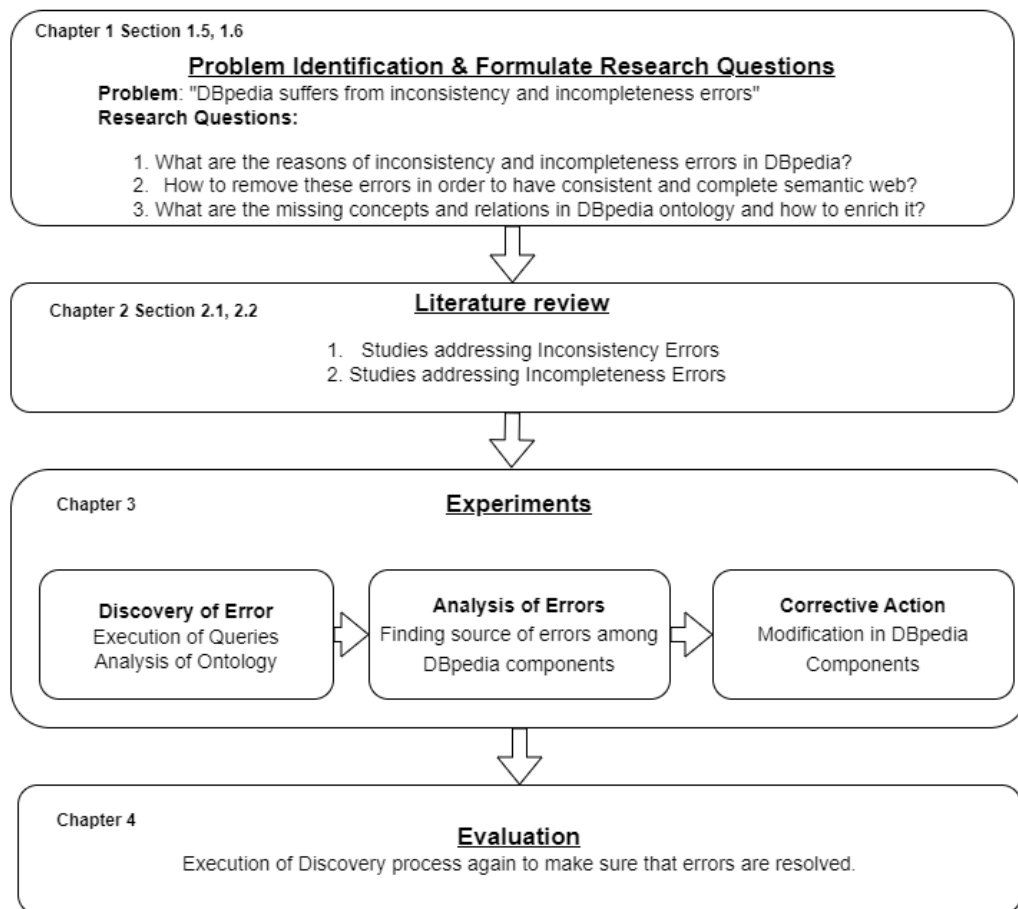 Chapter 1 Section 1.5, 1.6
Problem Identification & Formulate Research Questions
Problem: "DBpedia suffers from inconsistency and incompleteness errors"
Research Questions:
1. What are the reasons of inconsistency and incompleteness errors in DBpedia?
2. How to remove these errors in order to have consistent and complete semantic web?
3. What are the missing concepts and relations in DBpedia ontology and how to enrich it?
Chapter 2 Section 2.1, 2.2
Literature review
1. Studies addressing Inconsistency Errors
2. Studies addressing Incompleteness Errors
Chapter 3
Experiments
Discovery of Error
Execution of Queries
Analysis of Ontology
Analysis of Errors
Finding source of errors among
DBpedia components
Corrective Action
Modification in DBpedia
Components
Chapter 4
Evaluation
Execution of Discovery process again to make sure that errors are resolved.